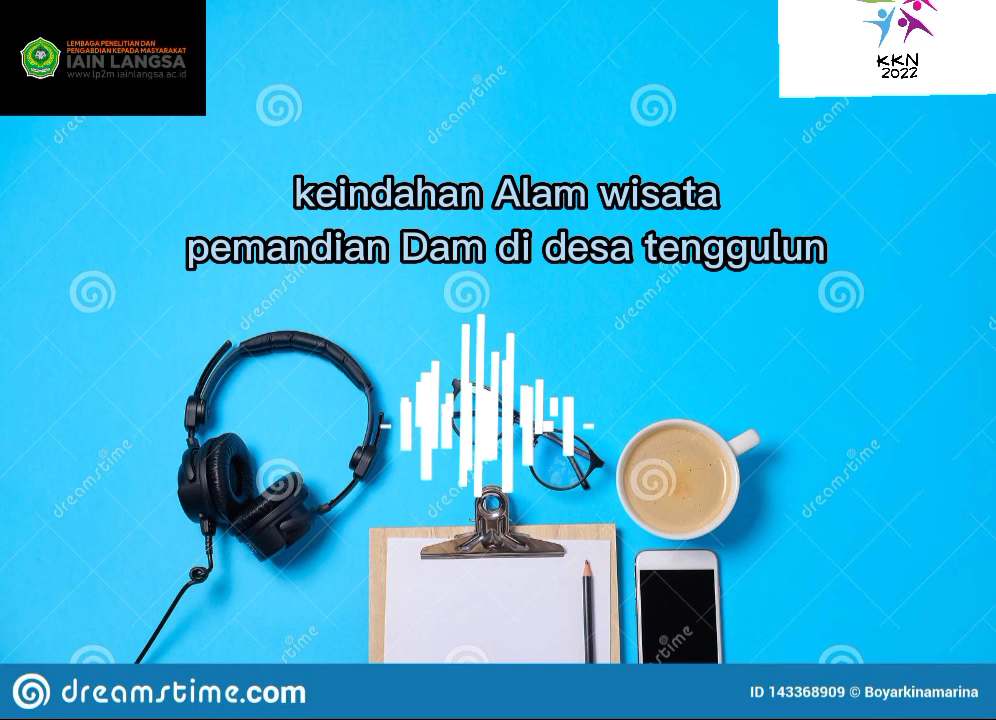 LEMBAGA PENELITIAN DAN
PENGABDIAN KEPADA MASYARAKAT
IAIN LANGSA
www.lp2m.iainlangsa.ac.id
KKN
2022
keindahan Alam wisata
pemandian Dam di desa tenggulun
dreamstime.com
ID 143368909 © Boyarkinamarina